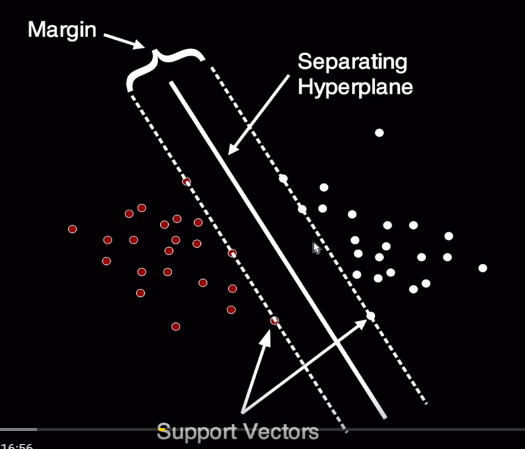 Margin
Separating
Hyperplane
Support Vectors
16:56